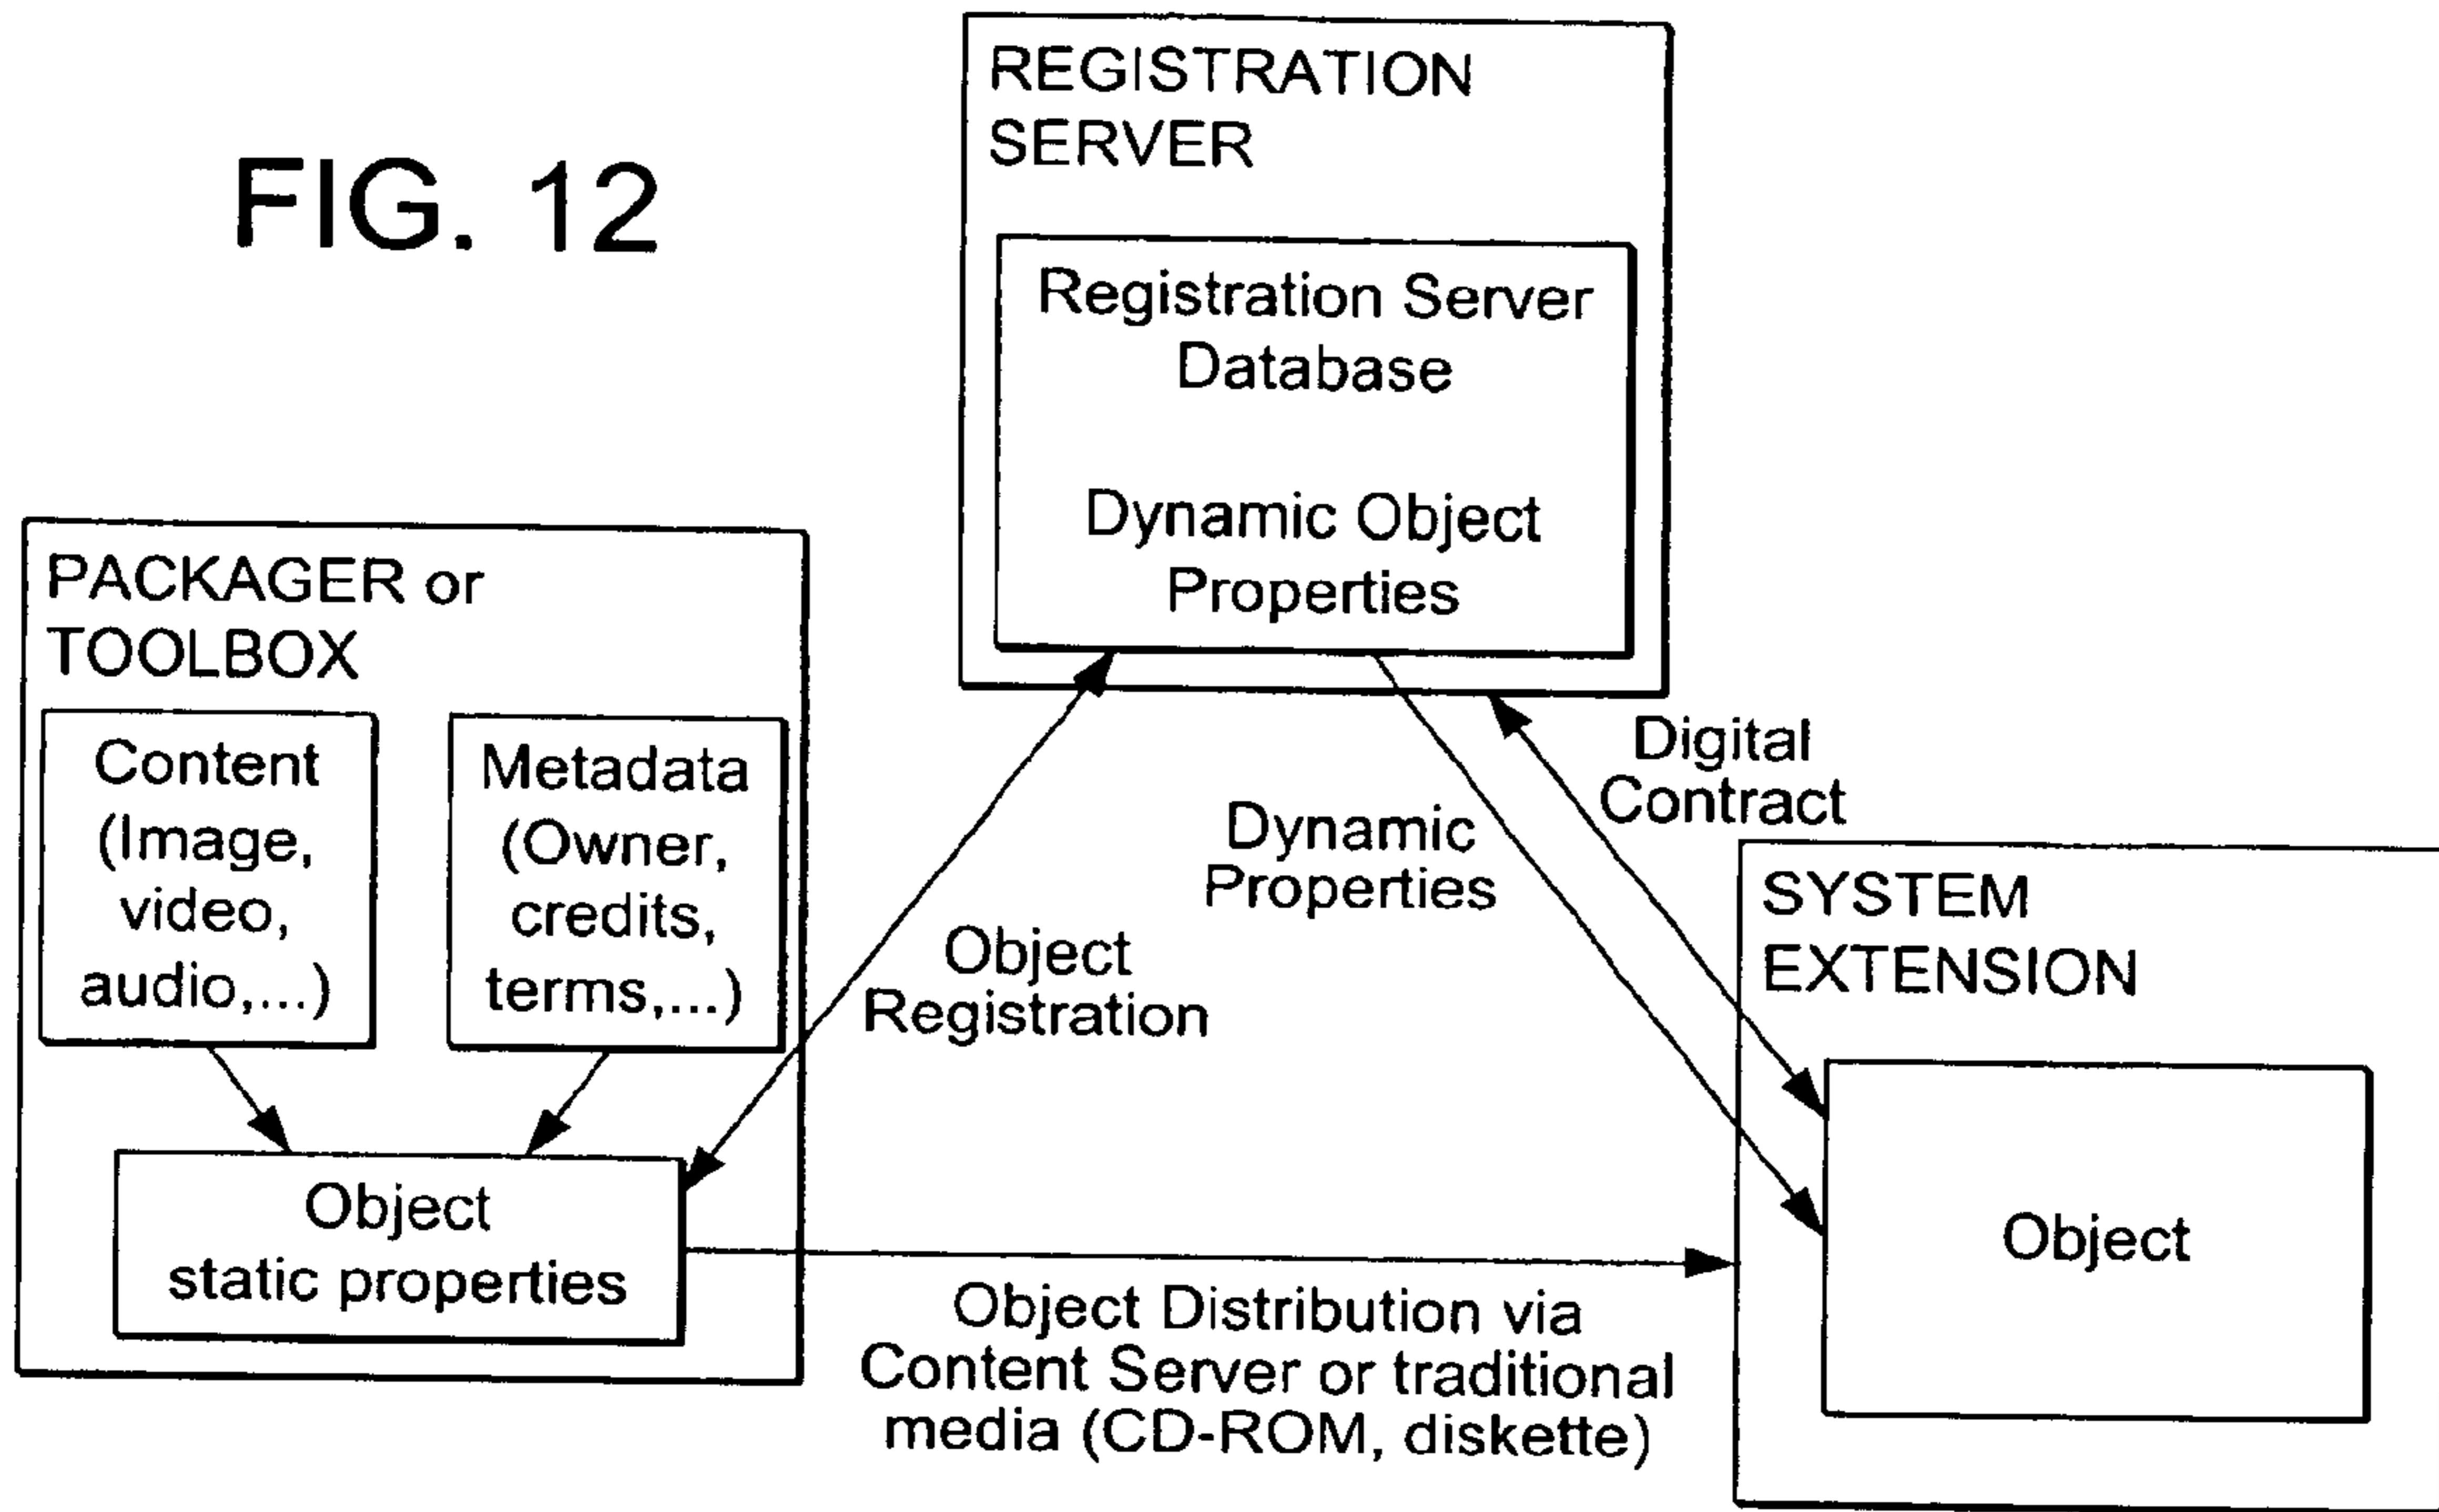 FIG. 12
REGISTRATION
SERVER
Registration Server
Database
Dynamic Object
Properties
PACKAGER or
TOOLBOX
Content
(Image,
video,
audio,...)
Metadata
(Owner,
credits,
terms,...)
Object
static properties
Object
Registration
Dynamic
Properties
Digital
Contract
SYSTEM
EXTENSION
Object
Object Distribution via
Content Server or traditional
media (CD-ROM, diskette)